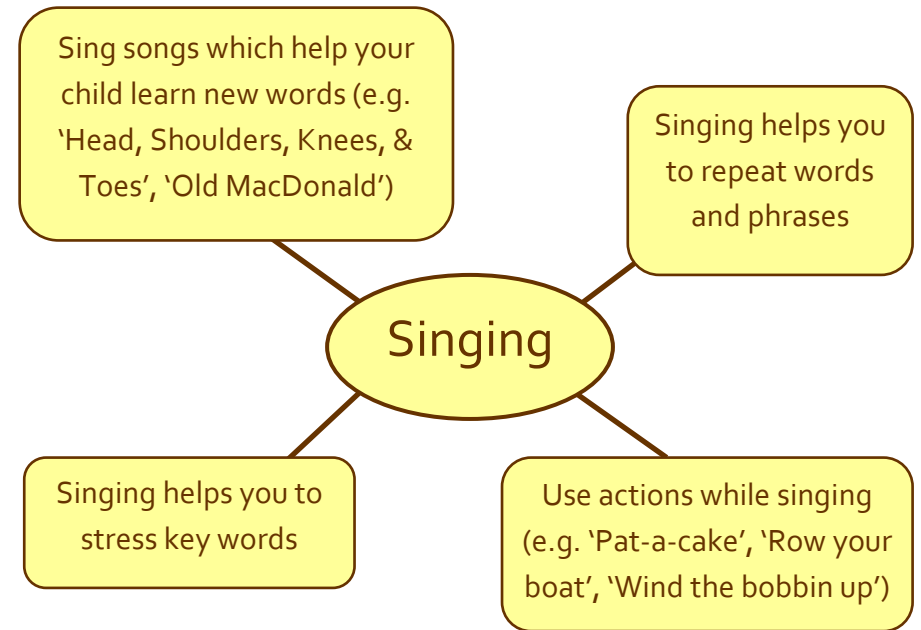 Sing songs which help your
child learn new words (e.g.
‘Head, Shoulders, Knees, &
Toes’, ‘Old MacDonald’)
Singing helps you
to repeat words
and phrases
Singing
Singing helps you to
stress key words
Use actions while singing
(e.g. ‘Pat-a-cake’, ‘Row your
boat’, ‘Wind the bobbin up’)